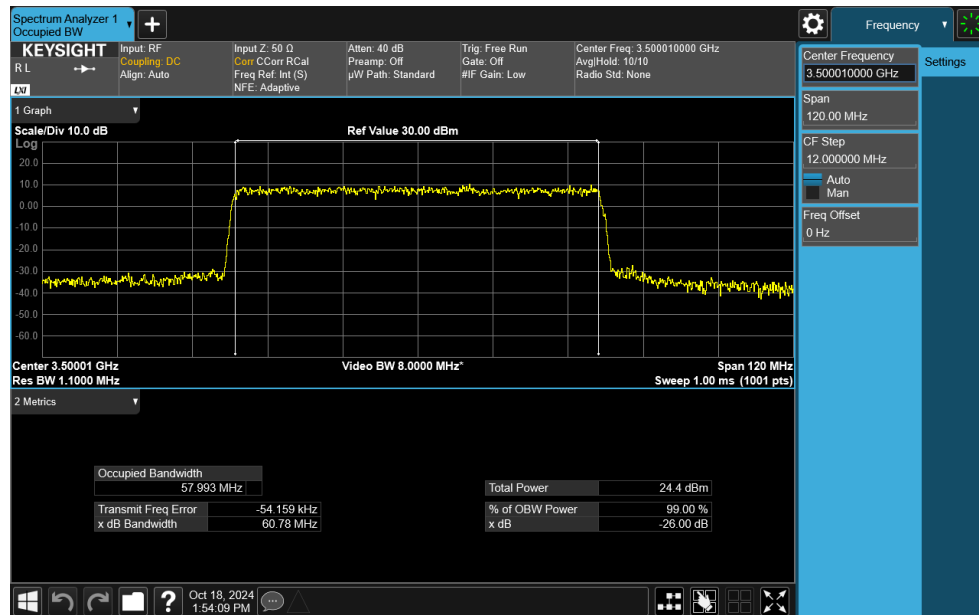 Spectrum Analyzer 1
Occupied BW
+
Frequency
KEYSIGHT
R L
LXI
Input: RF
Coupling: DC
Align: Auto
Input Z: 50 Ω
Corr CCorr RCal
Freq Ref: Int (S)
NFE: Adaptive
Atten: 40 dB
Preamp: Off
µW Path: Standard
Trig: Free Run
Gate: Off
#IF Gain: Low
Center Freq: 3.500010000 GHz
Avg|Hold: 10/10
Radio Std: None
Center Frequency
3.500010000 GHz
Settings
Span
120.00 MHz
CF Step
12.000000 MHz
Auto
Man
Freq Offset
0 Hz
1 Graph
Scale/Div 10.0 dB
Ref Value 30.00 dBm
Log
20.0
10.0
0.00
-10.0
-20.0
-30.0
-40.0
-50.0
-60.0
Center 3.50001 GHz
Video BW 8.0000 MHz*
Span 120 MHz
Res BW 1.1000 MHz
Sweep 1.00 ms (1001 pts)
2 Metrics
Occupied Bandwidth
57.993 MHz
Total Power 24.4 dBm
Transmit Freq Error -54.159 kHz
% of OBW Power 99.00 %
x dB Bandwidth 60.78 MHz
x dB -26.00 dB
?
Oct 18, 2024
1:54:09 PM